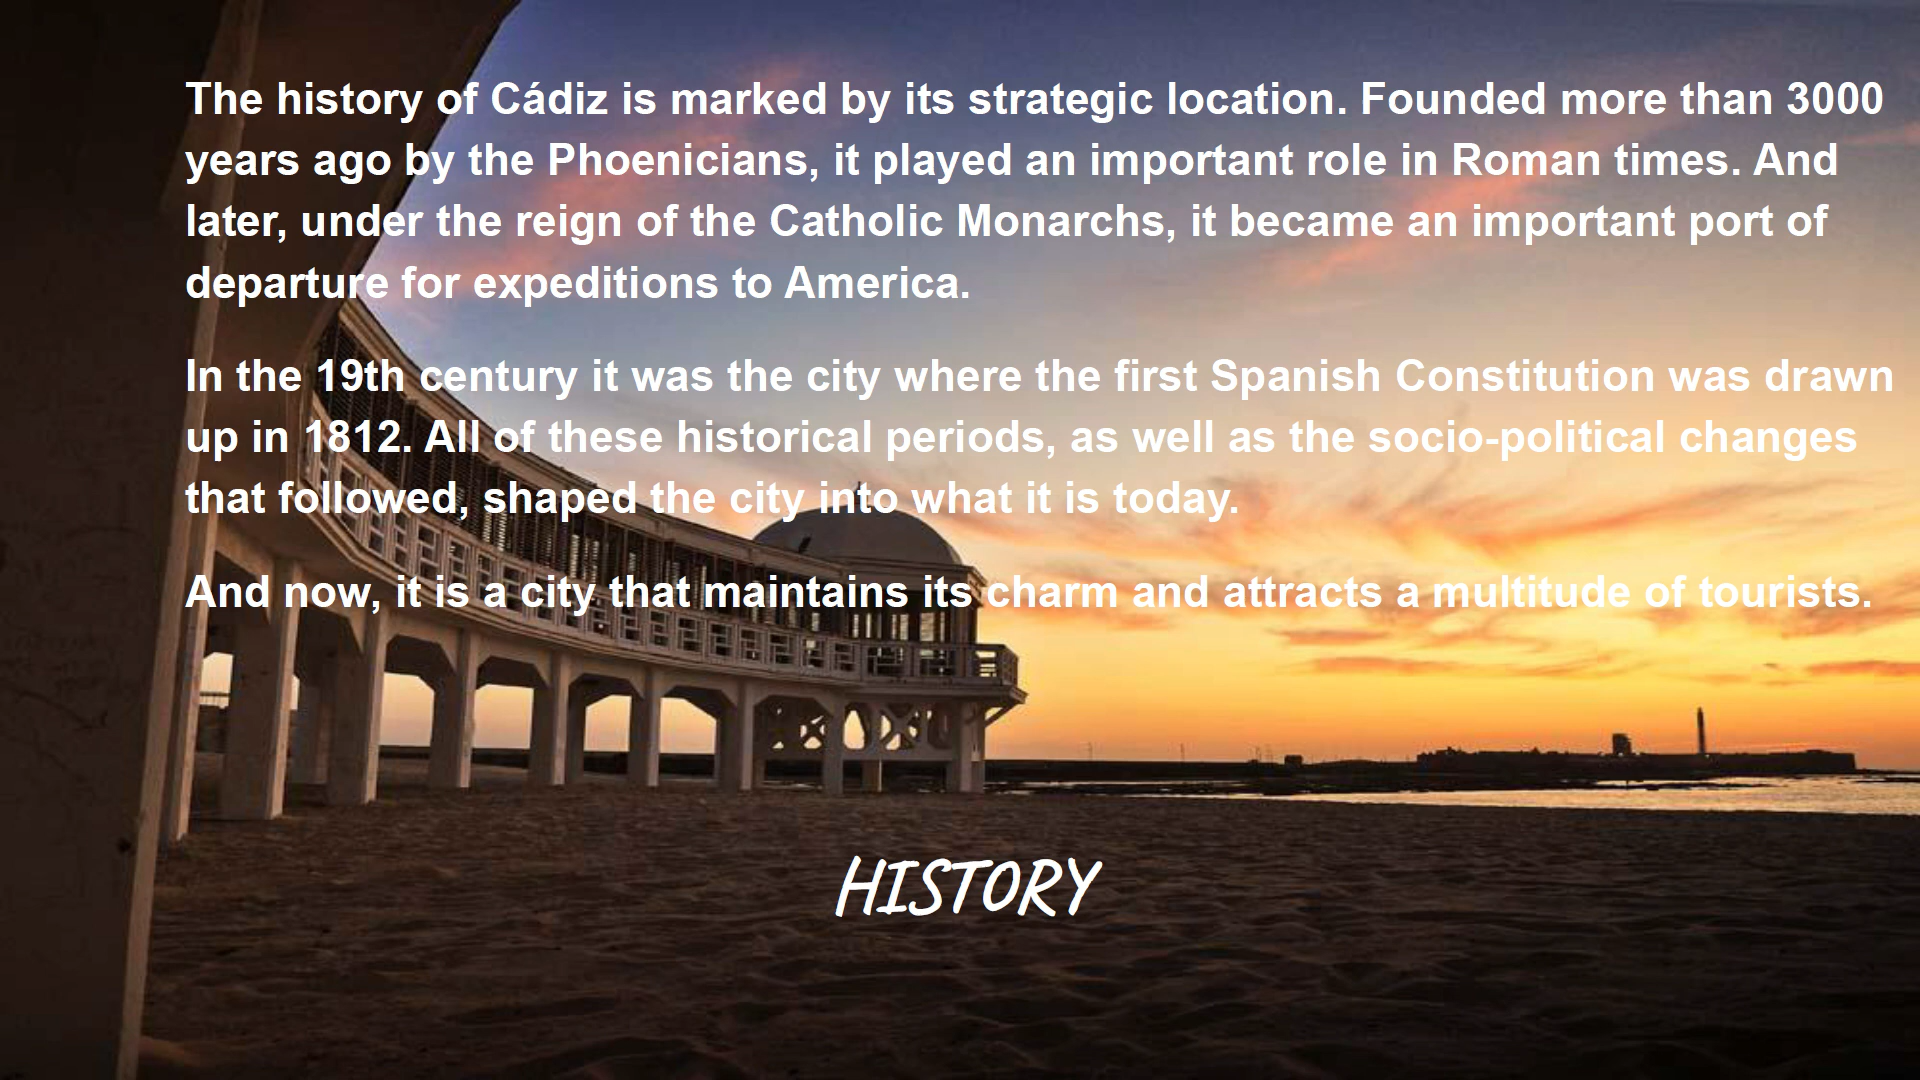 The history of Cádiz is marked by its strategic location. Founded more than 3000
years ago by the Phoenicians, it played an important role in Roman times. And
later, under the reign of the Catholic Monarchs, it became an important port of
departure for expeditions to America.
In the 19th century it was the city where the first Spanish Constitution was drawn
up in 1812. All of these historical periods, as well as the socio-political changes
that followed, shaped the city into what it is today.
And now, it is a city that maintains its charm and attracts a multitude of tourists.
HISTORY